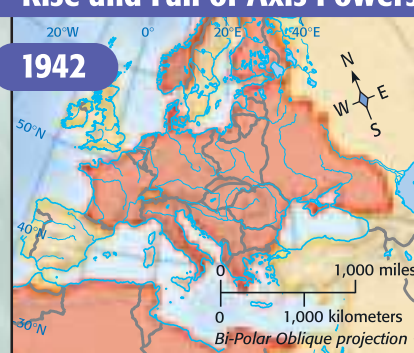 Rise and fall of Axis Powers
1942
20°W 0° 20°E 40°E
50°N
40°N
30°N
N
W E
S
0 1,000 miles
0 1,000 kilometers
Bi-Polar Oblique projection